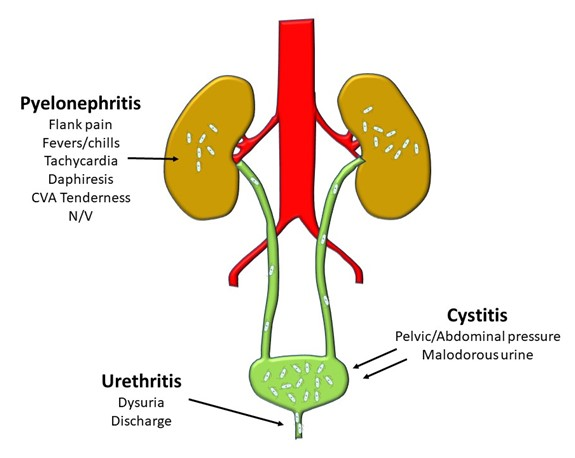 Pyelonephritis
Flank pain
Fevers/chills
Tachycardia
Daphiresis
CVA Tenderness
N/V
Cystitis
Pelvic/Abdominal pressure
Malodorous urine
Urethritis
Dysuria
Discharge